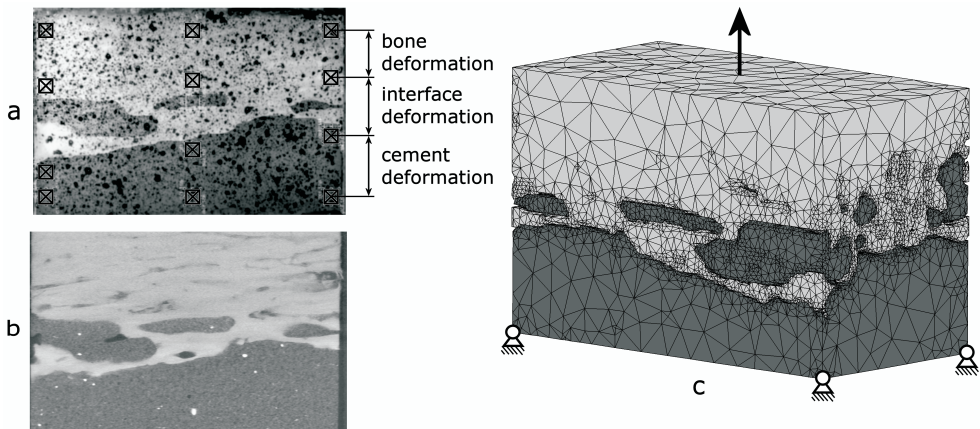 a
bone
deformation
interface
deformation
cement
deformation
b
c